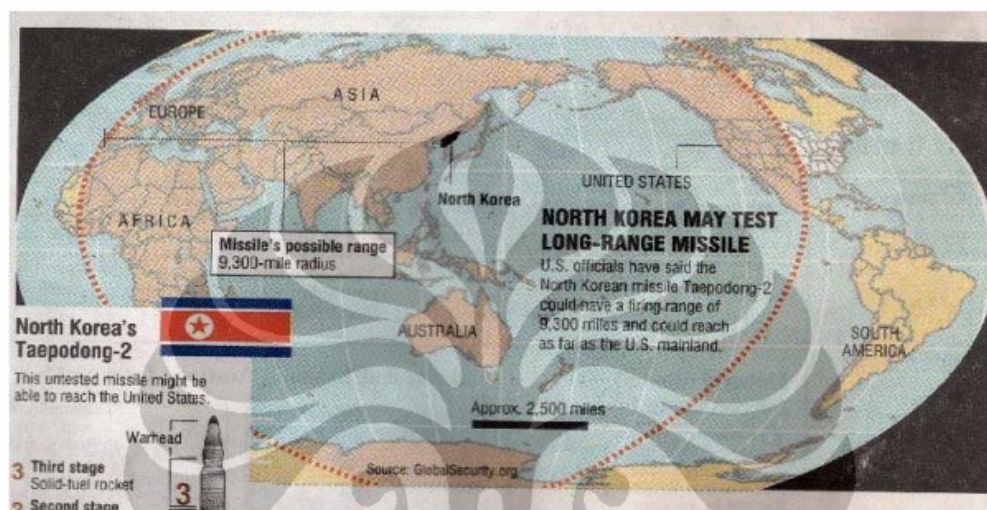 EUROPE
ASIA
North Korea
UNITED STATES
AFRICA
Missile's possible range
9,300-mile radius
NORTH KOREA MAY TEST
LONG-RANGE MISSILE
U.S. officials have said the
North Korean missile Taepodong-2
could have a firing range of
9,300 miles and could reach
as far as the U.S. mainland.
AUSTRALIA
SOUTH
AMERICA
Approx. 2,500 miles
Source: GlobalSecurity.org
North Korea's
Taepodong-2
This untested missile might be
able to reach the United States.
Warhead
3 Third stage
Solid-fuel rocket
3
2 Second stage